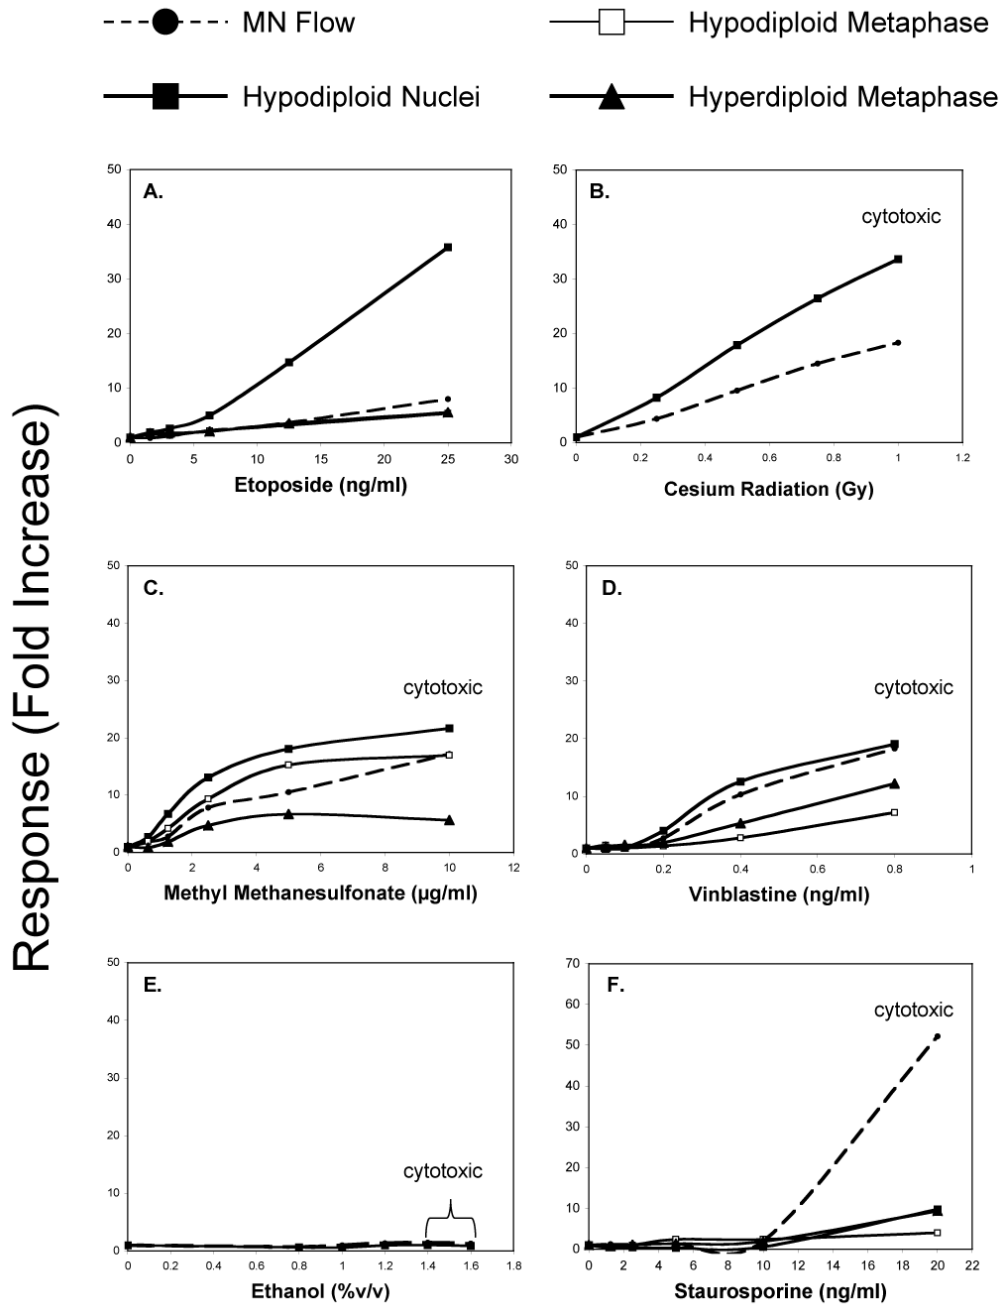 MN Flow
Hypodiploid Metaphase
Hypodiploid Nuclei
Hyperdiploid Metaphase
Response (Fold Increase)
A.
50
40
30
20
10
0
0 5 10 15 20 25 30
Etoposide (ng/ml)
B.
cytotoxic
50
40
30
20
10
0
0 0.2 0.4 0.6 0.8 1 1.2
Cesium Radiation (Gy)
C.
cytotoxic
50
40
30
20
10
0
0 2 4 6 8 10 12
Methyl Methanesulfonate (µg/ml)
D.
cytotoxic
50
40
30
20
10
0
0 0.2 0.4 0.6 0.8 1
Vinblastine (ng/ml)
E.
cytotoxic
50
40
30
20
10
0
0 0.2 0.4 0.6 0.8 1 1.2 1.4 1.6 1.8
Ethanol (%v/v)
F.
cytotoxic
70
60
50
40
30
20
10
0
0 2 4 6 8 10 12 14 16 18 20 22
Staurosporine (ng/ml)